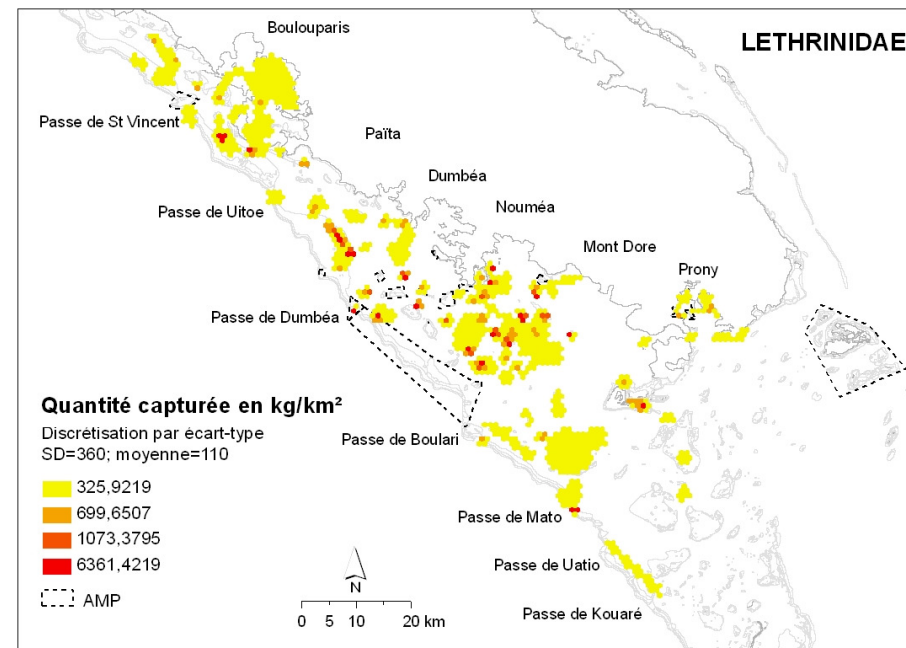 LETHRINIDAE
Boulouparis
Passe de St Vincent
Païta
Dumbéa
Passe de Uitoe
Nouméa
Mont Dore
Prony
Passe de Dumbéa
Quantité capturée en kg/km²
Discrétisation par écart-type
SD=360; moyenne=110
325,9219
699,6507
1073,3795
6361,4219
AMP
Passe de Boulari
Passe de Mato
Passe de Uatio
Passe de Kouaré
N
0 5 10 20 km